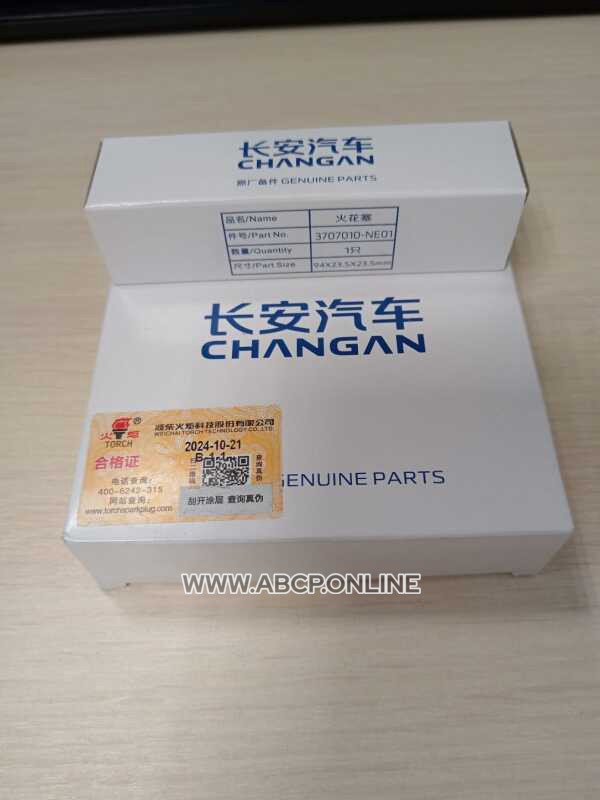 长安汽车
CHANGAN
原厂备件 GENUINE PARTS
品名/Name 火花塞
件号/Part No. 3707010-NE01
数量/Quantity 1只
尺寸/Part Size 94X23.5X23.5mm
长安汽车
CHANGAN
GENUINE PARTS
火炬®
TORCH
潍柴火炬科技股份有限公司
WEICHAI TORCH TECHNOLOGY CO.,LTD.
2024-10-21
合格证
电话查询:
400-6242-315
网站查询:
www.torchsparkplug.com
扫二维码
查询真伪
刮开涂层 查询真伪
WWW.ABCP.ONLINE